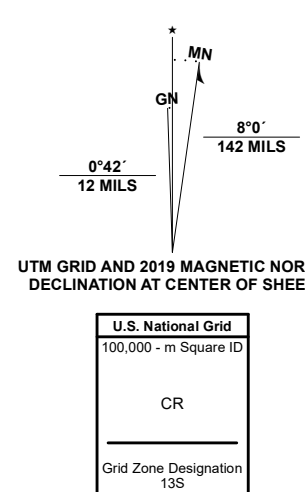 ★
MN
GN
8°0´
142 MILS
0°42´
12 MILS
UTM GRID AND 2019 MAGNETIC NOR
DECLINATION AT CENTER OF SHEE
U.S. National Grid
100,000 - m Square ID
CR
Grid Zone Designation
13S